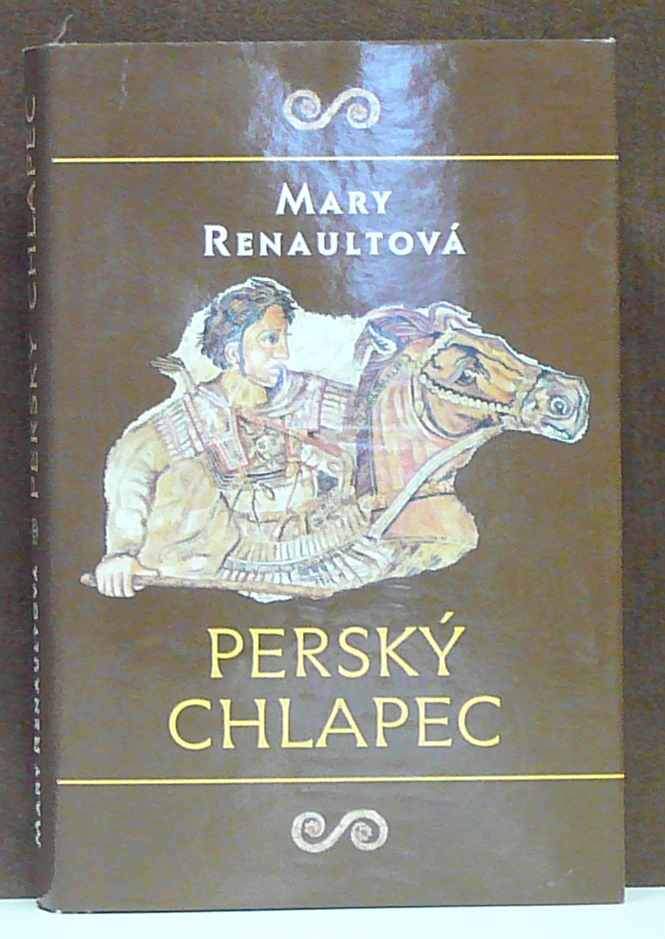 MARY
RENAULTOVÁ
PERSKÝ
CHLAPEC
MARY RENAULTOVÁ PERSKÝ CHLAPEC